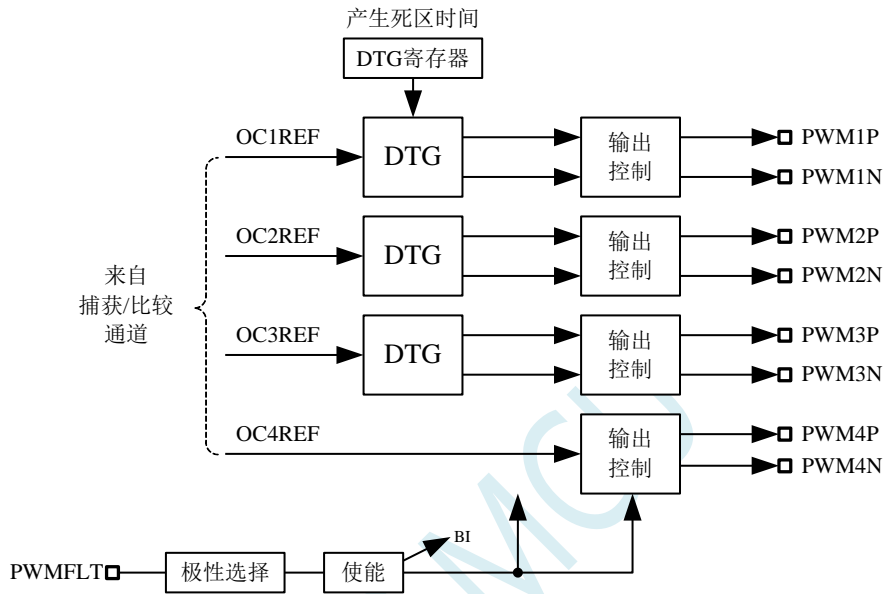 产生死区时间
DTG寄存器
OC1REF
DTG
输出
控制
PWM1P
PWM1N
OC2REF
DTG
输出
控制
PWM2P
PWM2N
来自
捕获/比较
通道
OC3REF
DTG
输出
控制
PWM3P
PWM3N
OC4REF
输出
控制
PWM4P
PWM4N
MCU
BI
PWMFLT
极性选择
使能